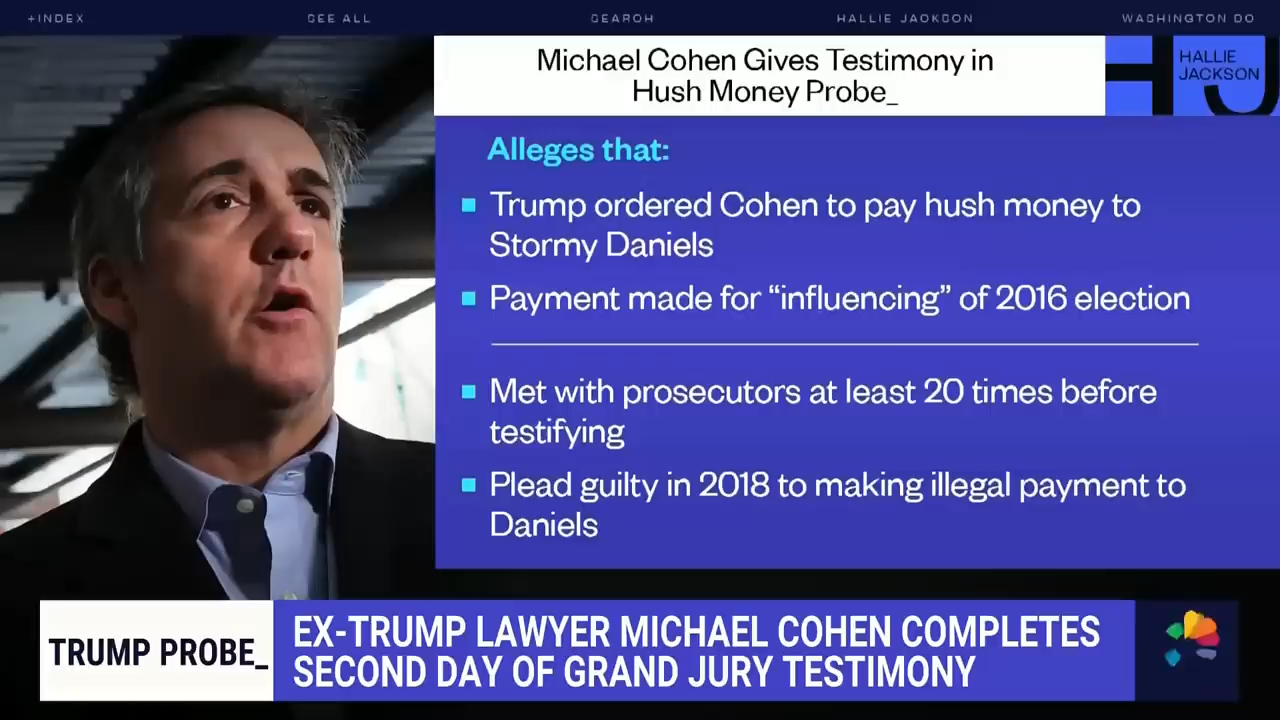 +INDEX
SEE ALL
SEARCH
HALLIE JACKSON
WASHINGTON DC
Michael Cohen Gives Testimony in
Hush Money Probe_
HALLIE
JACKSON
HJ
Alleges that:
Trump ordered Cohen to pay hush money to
Stormy Daniels
Payment made for “influencing” of 2016 election
Met with prosecutors at least 20 times before
testifying
Plead guilty in 2018 to making illegal payment to
Daniels
TRUMP PROBE_
EX-TRUMP LAWYER MICHAEL COHEN COMPLETES
SECOND DAY OF GRAND JURY TESTIMONY